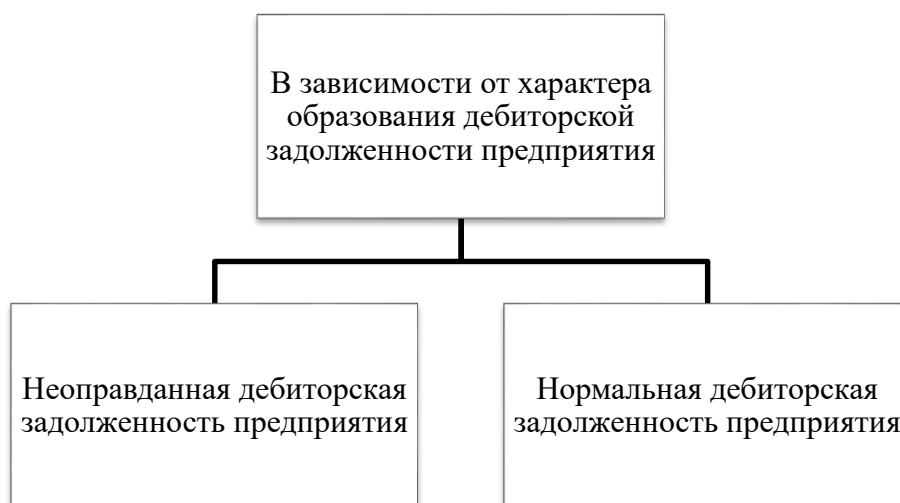 В зависимости от характера
образования дебиторской
задолженности предприятия
Неоправданная дебиторская
задолженность предприятия
Нормальная дебиторская
задолженность предприятия